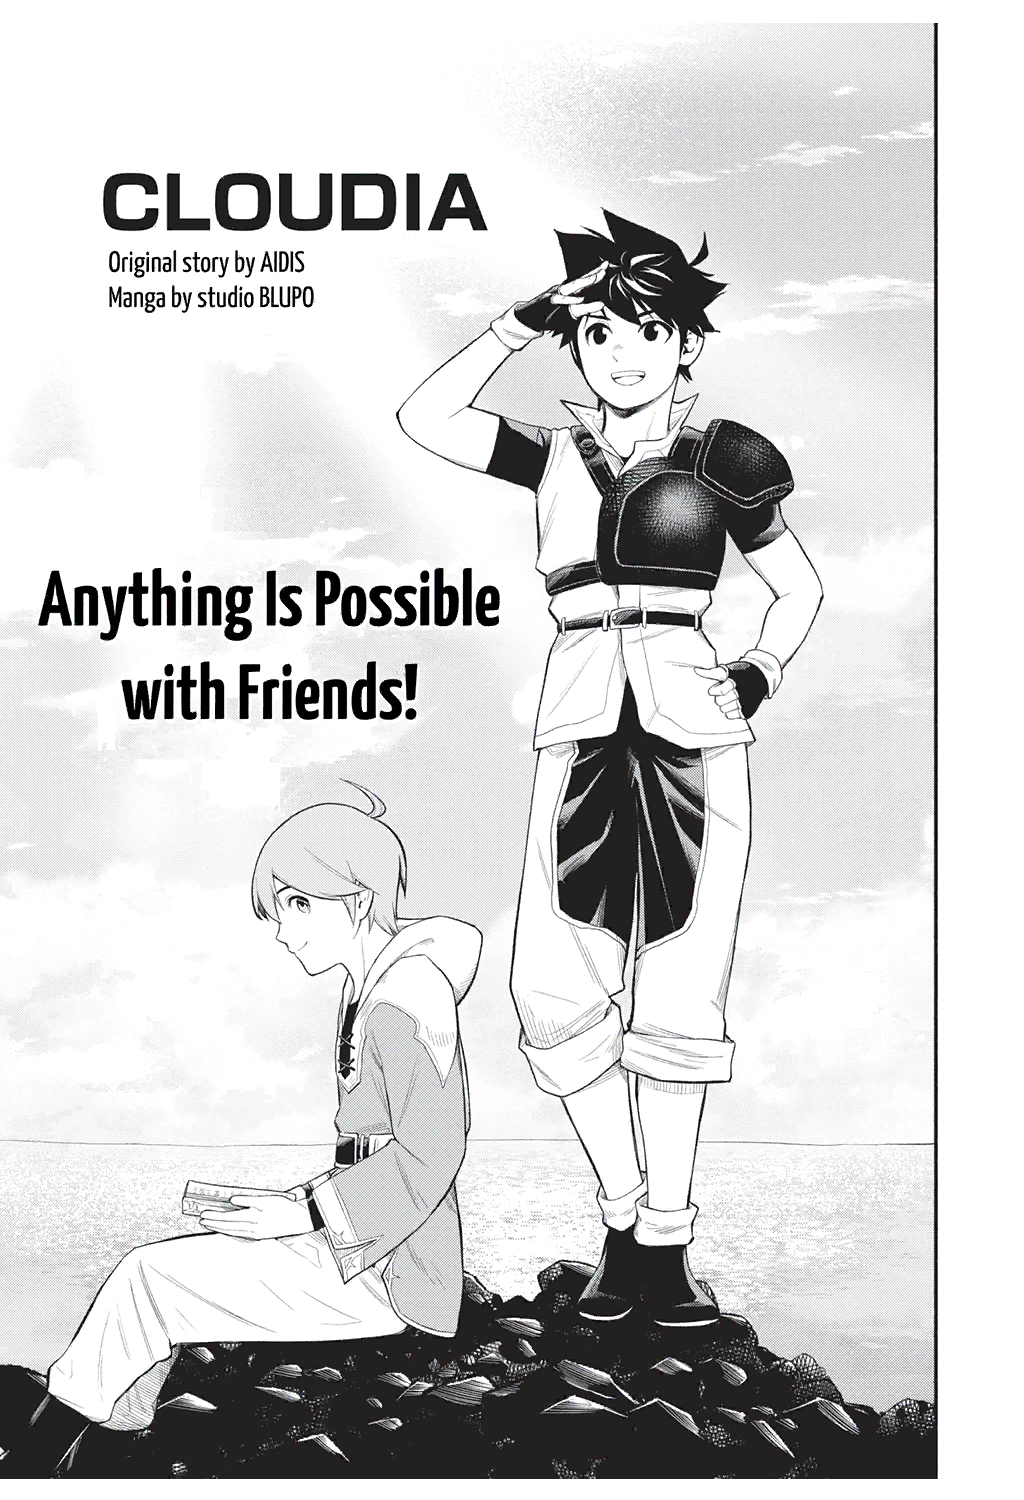 CLOUDIA
Original story by AIDIS
Manga by studio BLUPO
Anything Is Possible
with Friends!